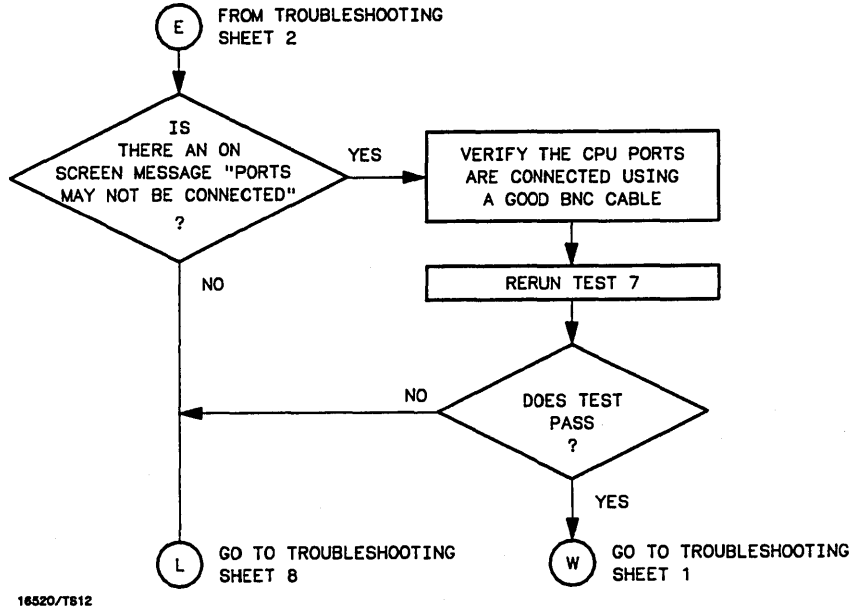 E
FROM TROUBLESHOOTING
SHEET 2
IS
THERE AN ON
SCREEN MESSAGE "PORTS
MAY NOT BE CONNECTED"
?
YES
VERIFY THE CPU PORTS
ARE CONNECTED USING
A GOOD BNC CABLE
NO
RERUN TEST 7
NO
DOES TEST
PASS
?
YES
L
GO TO TROUBLESHOOTING
SHEET 8
W
GO TO TROUBLESHOOTING
SHEET 1
16520/TS12